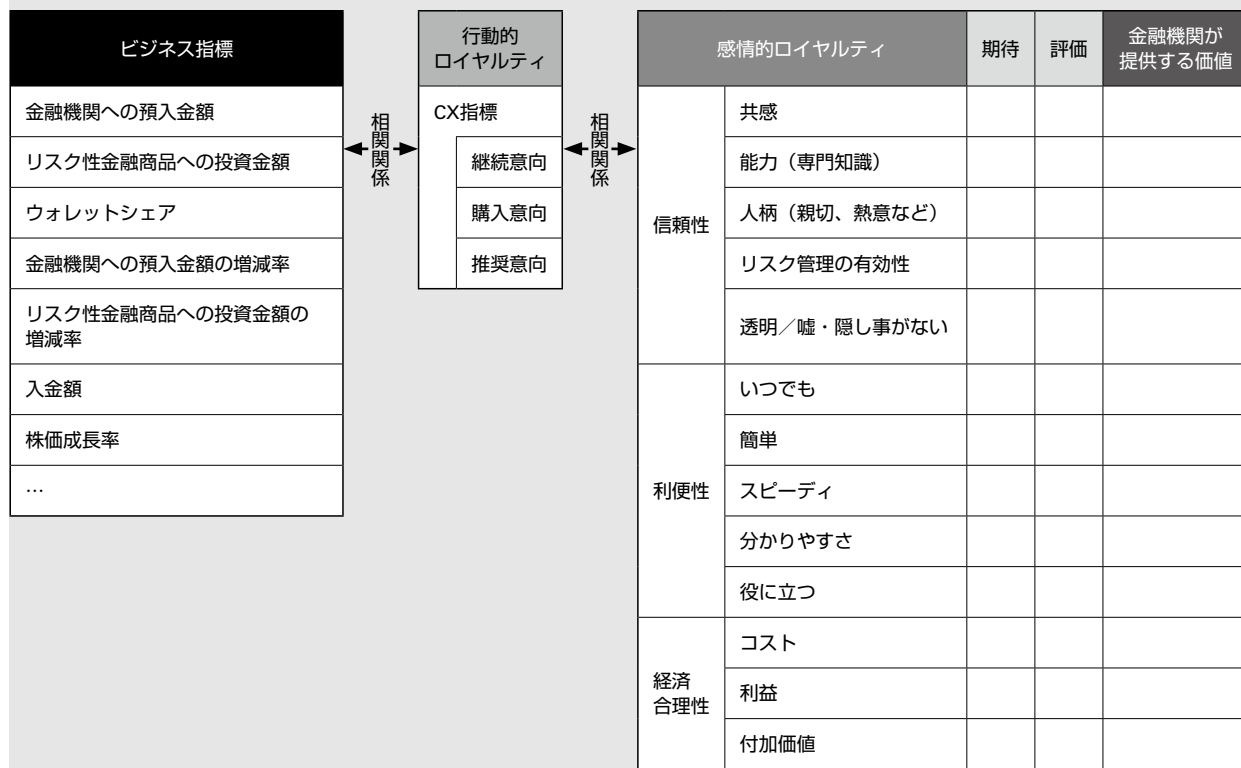 ビジネス指標
金融機関への預入金額
リスク性金融商品への投資金額
ウォレットシェア
金融機関への預入金額の増減率
リスク性金融商品への投資金額の
増減率
入金額
株価成長率
…
相関関係
行動的
ロイヤルティ
CX指標
継続意向
購入意向
推奨意向
相関関係
感情的ロイヤルティ
期待
評価
金融機関が
提供する価値
信頼性
共感
能力（専門知識）
人柄（親切、熱意など）
リスク管理の有効性
透明／嘘・隠し事がない
利便性
いつでも
簡単
スピーディ
分かりやすさ
役に立つ
経済
合理性
コスト
利益
付加価値